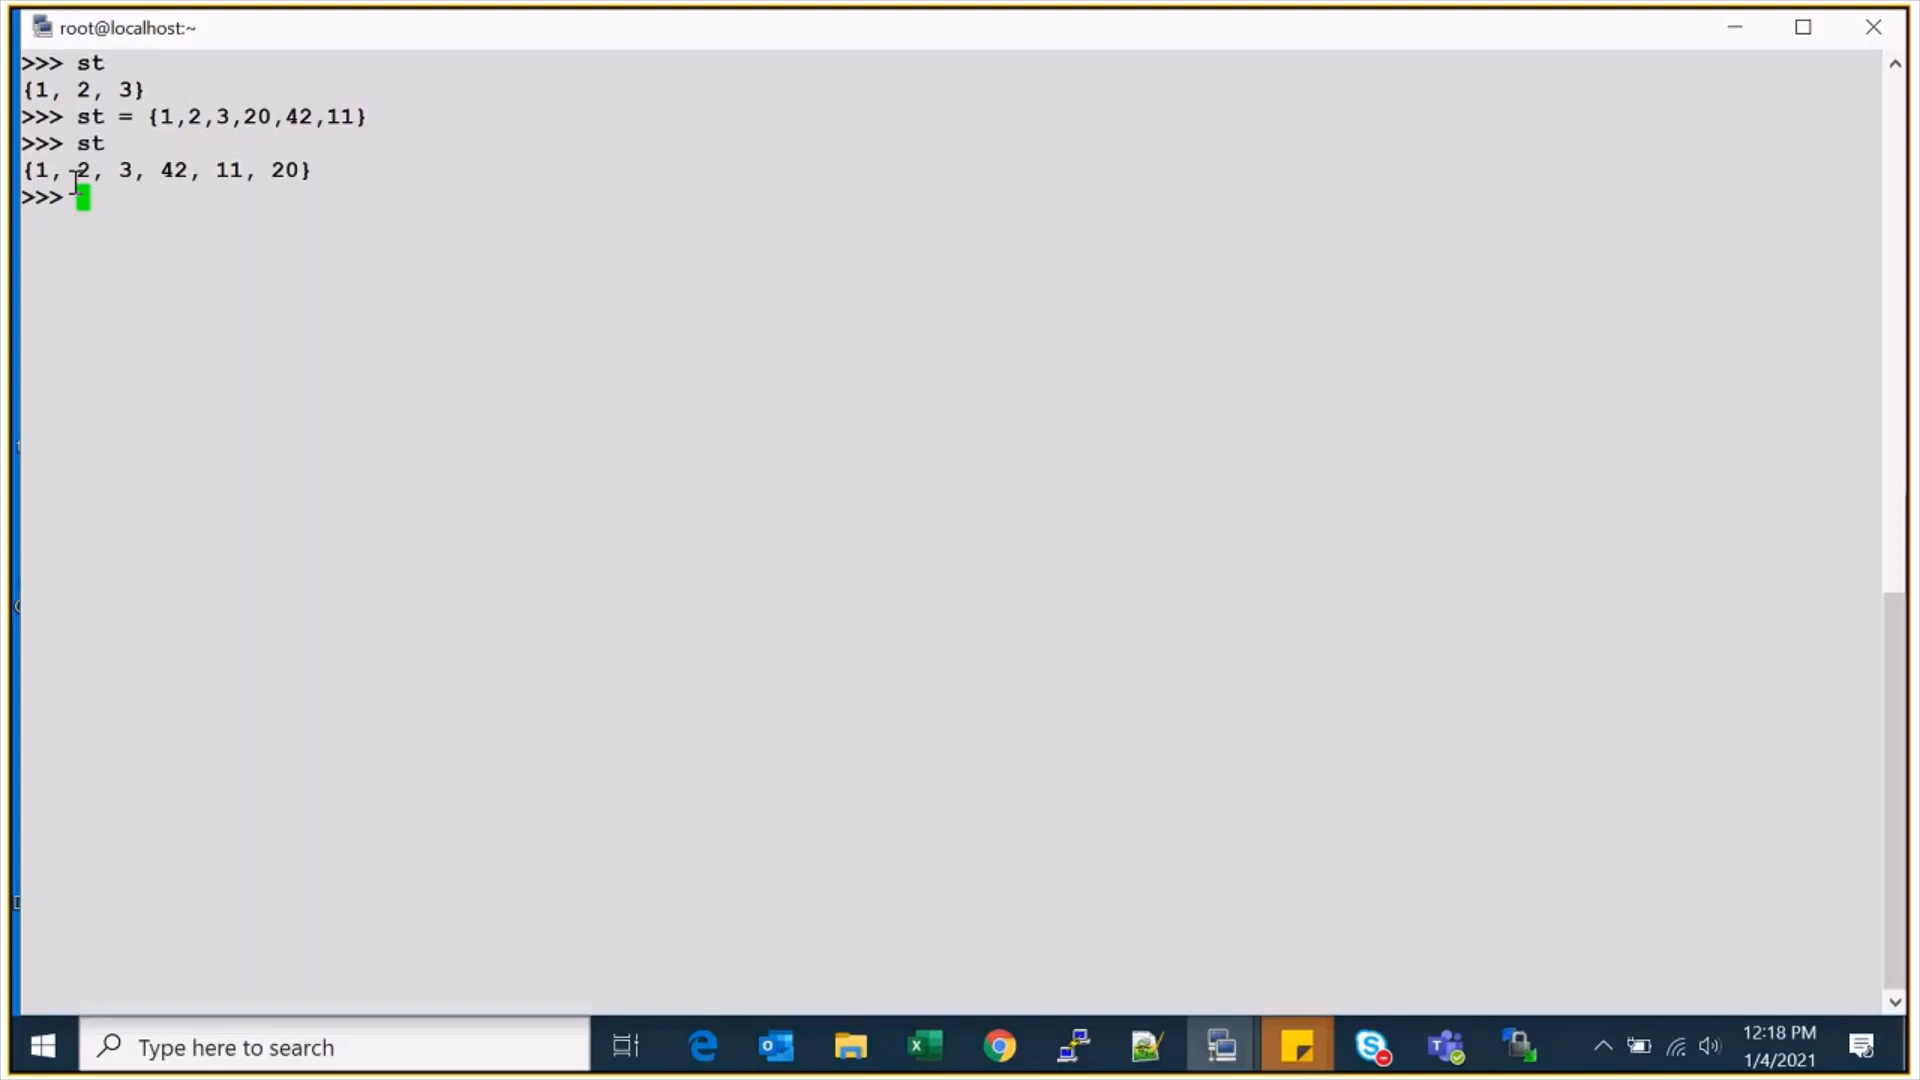 root@localhost:~
>>> st
{1, 2, 3}
>>> st = {1,2,3,20,42,11}
>>> st
{1, 2, 3, 42, 11, 20}
>>>
Type here to search
12:18 PM
1/4/2021